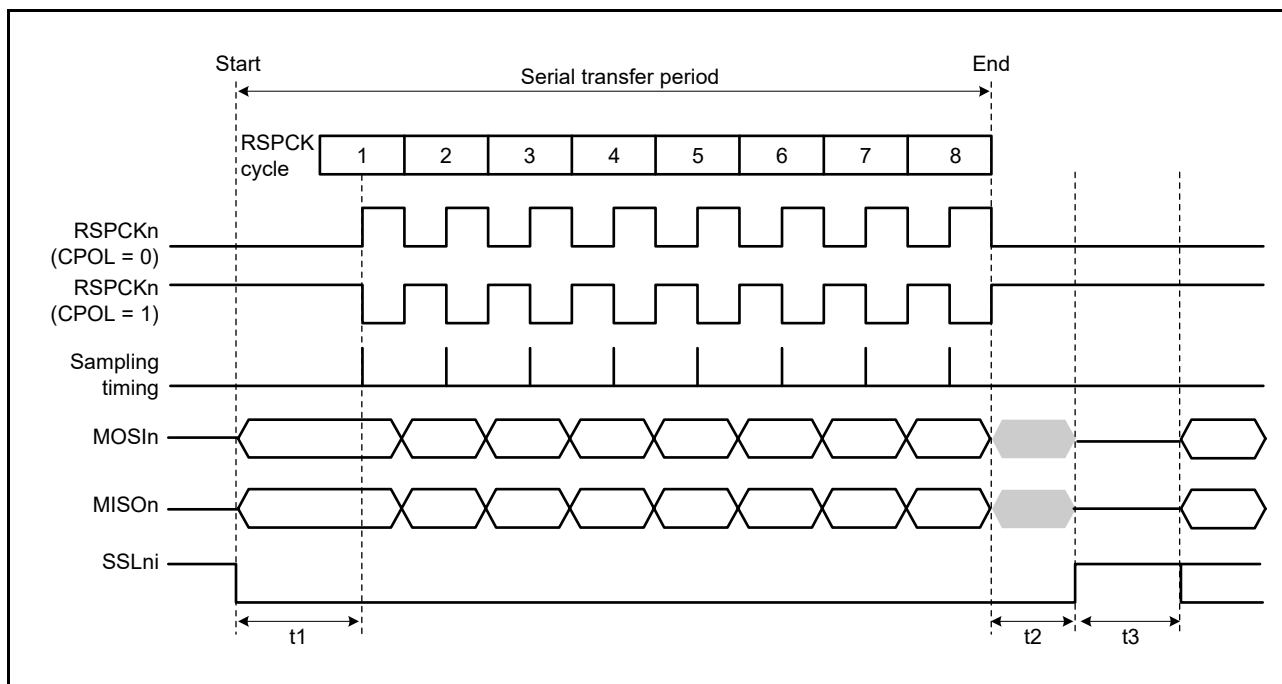 Start
End
Serial transfer period
RSPCK
cycle
1 2 3 4 5 6 7 8
RSPCKn
(CPOL = 0)
RSPCKn
(CPOL = 1)
Sampling
timing
MOSIn
MISOn
SSLni
t1
t2
t3